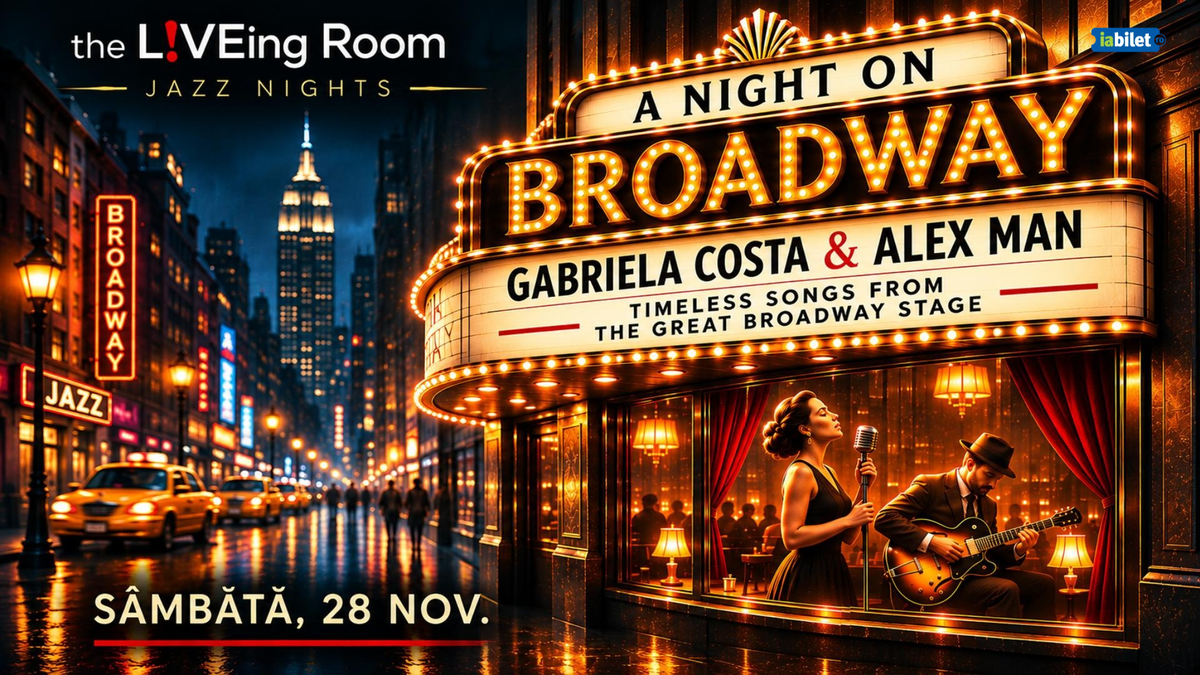 the L!VEing Room
JAZZ NIGHTS
iabilet.ro
A NIGHT ON
BROADWAY
GABRIELA COSTA & ALEX MAN
TIMELESS SONGS FROM
THE GREAT BROADWAY STAGE
BROADWAY
JAZZ
SÂMBĂTĂ, 28 NOV.